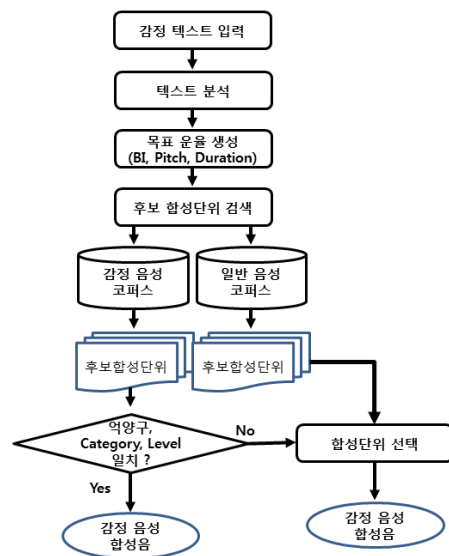 감정 텍스트 입력
텍스트 분석
목표 운율 생성
(BI, Pitch, Duration)
후보 합성단위 검색
감정 음성
코퍼스
일반 음성
코퍼스
후보합성단위
후보합성단위
억양구,
Category, Level
일치 ?
No
합성단위 선택
Yes
감정 음성
합성음
감정 음성
합성음